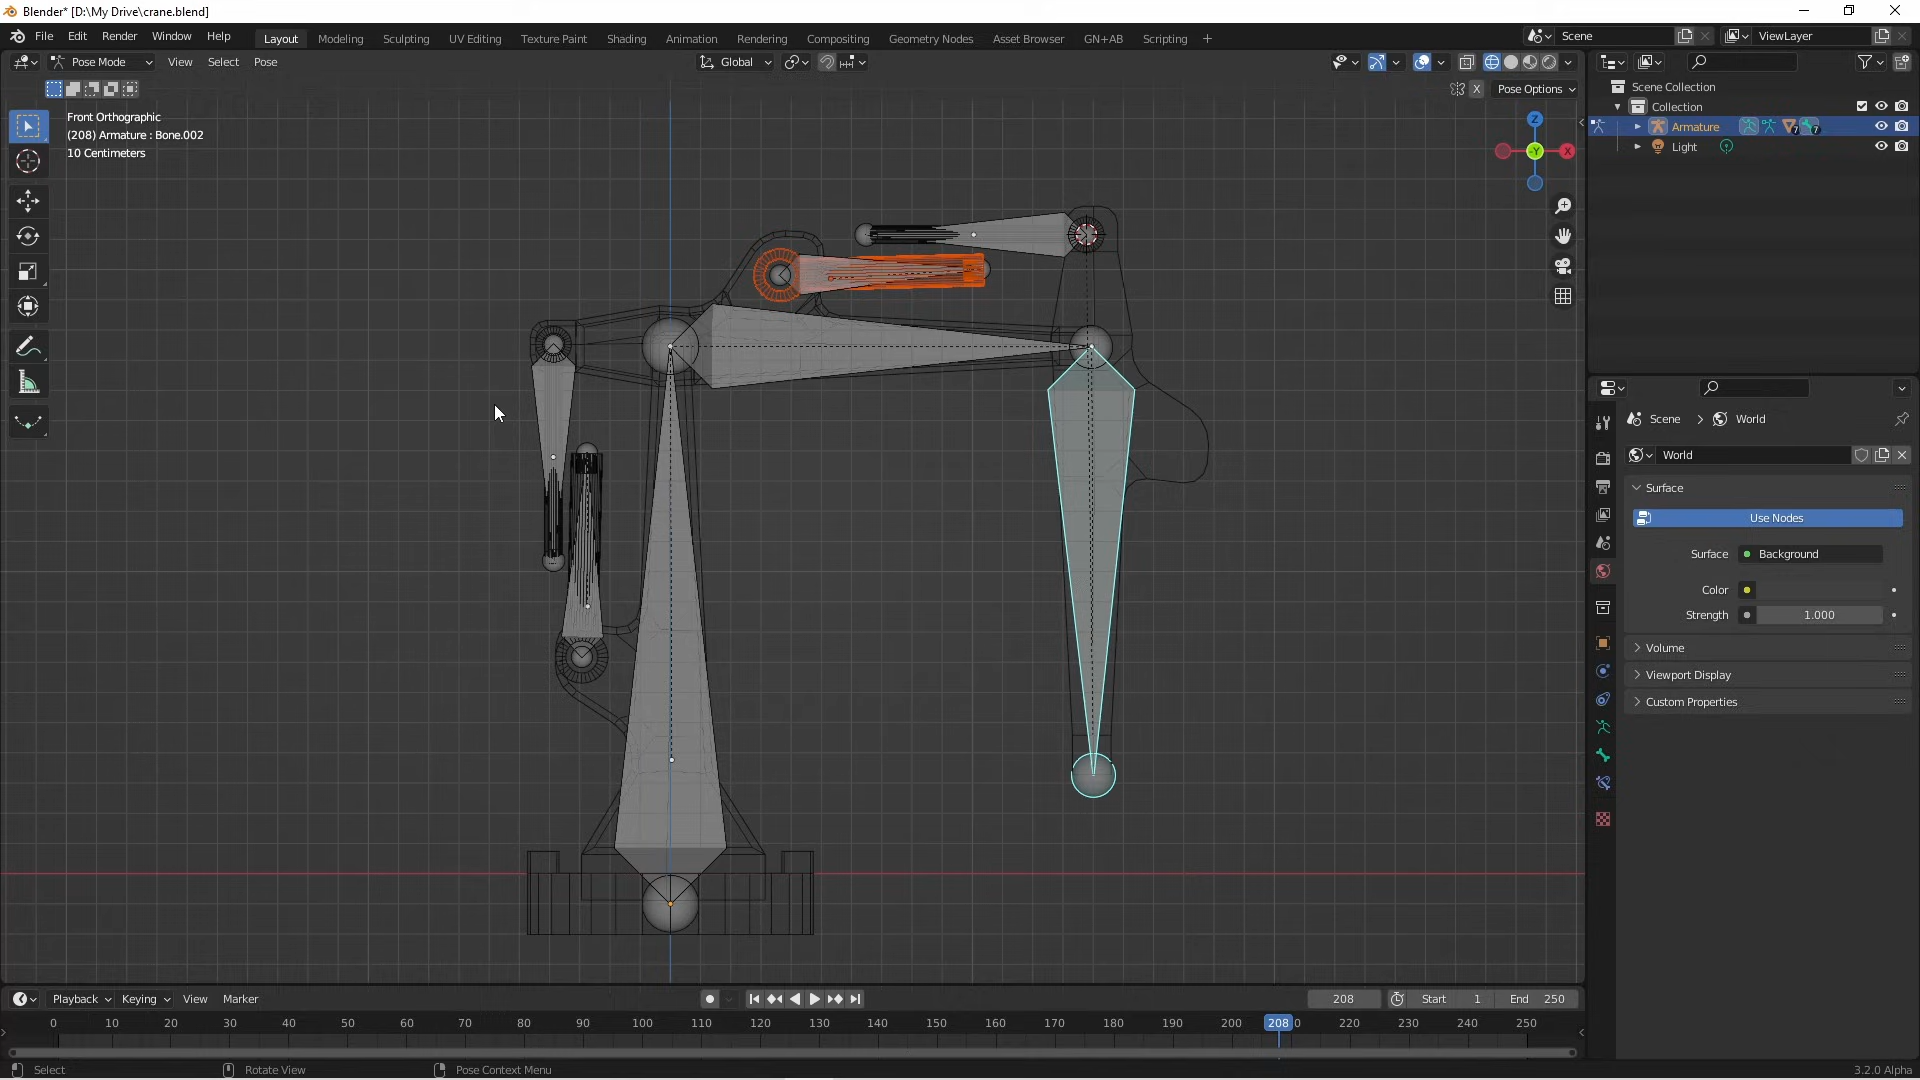 Blender* [D:\My Drive\crane.blend]
File Edit Render Window Help Layout Modeling Sculpting UV Editing Texture Paint Shading Animation Rendering Compositing Geometry Nodes Asset Browser GN+AB Scripting + Scene ViewLayer
Pose Mode View Select Pose Global
X Pose Options
Front Orthographic
(208) Armature : Bone.002
10 Centimeters
Z
-Y X
Scene Collection
Collection
Armature 7 7
Light
Scene > World
World
Surface
Use Nodes
Surface Background
Color
Strength 1.000
Volume
Viewport Display
Custom Properties
Playback Keying View Marker 208 Start 1 End 250
0 10 20 30 40 50 60 70 80 90 100 110 120 130 140 150 160 170 180 190 200 208 0 220 230 240 250
Select Rotate View Pose Context Menu 3.2.0 Alpha